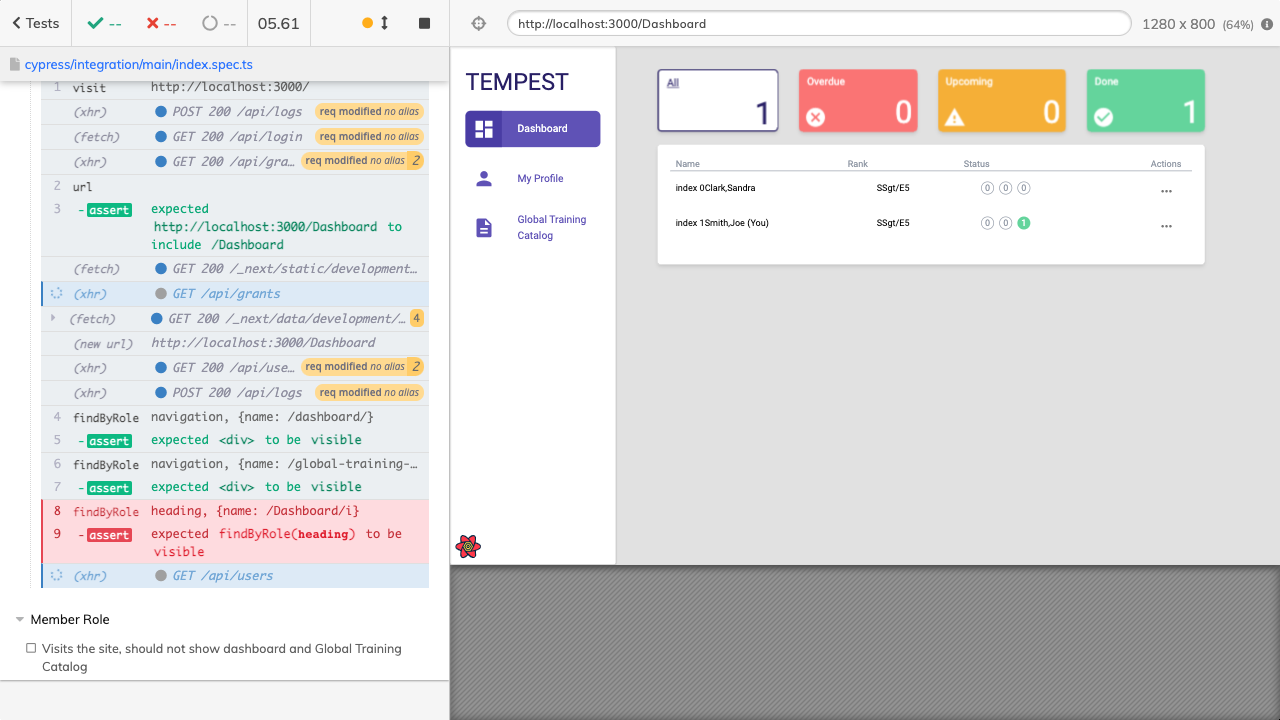 Tests
--
--
--
05.61
http://localhost:3000/Dashboard
1280 x 800 (64%)
cypress/integration/main/index.spec.ts
1 visit http://localhost:3000/
(xhr) POST 200 /api/logs req modified no alias
(fetch) GET 200 /api/login req modified no alias
(xhr) GET 200 /api/gra... req modified no alias 2
2 url
3 -assert expected
http://localhost:3000/Dashboard to
include /Dashboard
(fetch) GET 200 /_next/static/development...
(xhr) GET /api/grants
(fetch) GET 200 /_next/data/development/... 4
(new url) http://localhost:3000/Dashboard
(xhr) GET 200 /api/use... req modified no alias 2
(xhr) POST 200 /api/logs req modified no alias
4 findByRole navigation, {name: /dashboard/}
5 -assert expected <div> to be visible
6 findByRole navigation, {name: /global-training-...
7 -assert expected <div> to be visible
8 findByRole heading, {name: /Dashboard/i}
9 -assert expected findByRole(heading) to be
visible
(xhr) GET /api/users
Member Role
Visits the site, should not show dashboard and Global Training
Catalog
TEMPEST
Dashboard
My Profile
Global Training
Catalog
All
1
Overdue
0
Upcoming
0
Done
1
Name Rank Status Actions
index 0Clark,Sandra SSgt/E5 0 0 0 ...
index 1Smith,Joe (You) SSgt/E5 0 0 1 ...